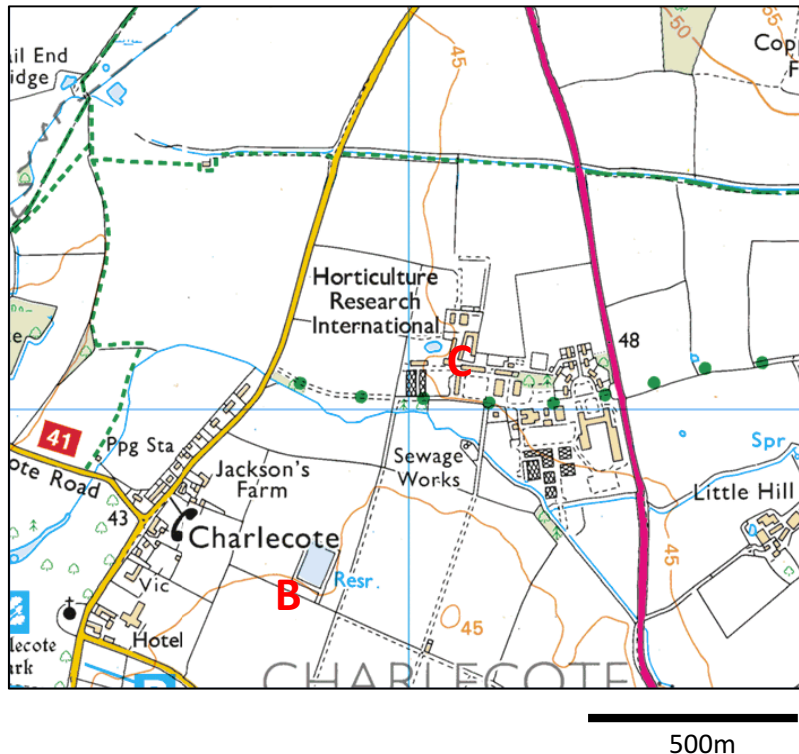 ail End
idge
45
50
55
Cop
F
Horticulture
Research
International
C
48
e
41
Ppg Sta
ote Road
Jackson's
Farm
Sewage
Works
Spr
Little Hill
43
Charlecote
Vic
B
Resr.
45
45
Hotel
lecote
ark
CHARLECOTE
500m